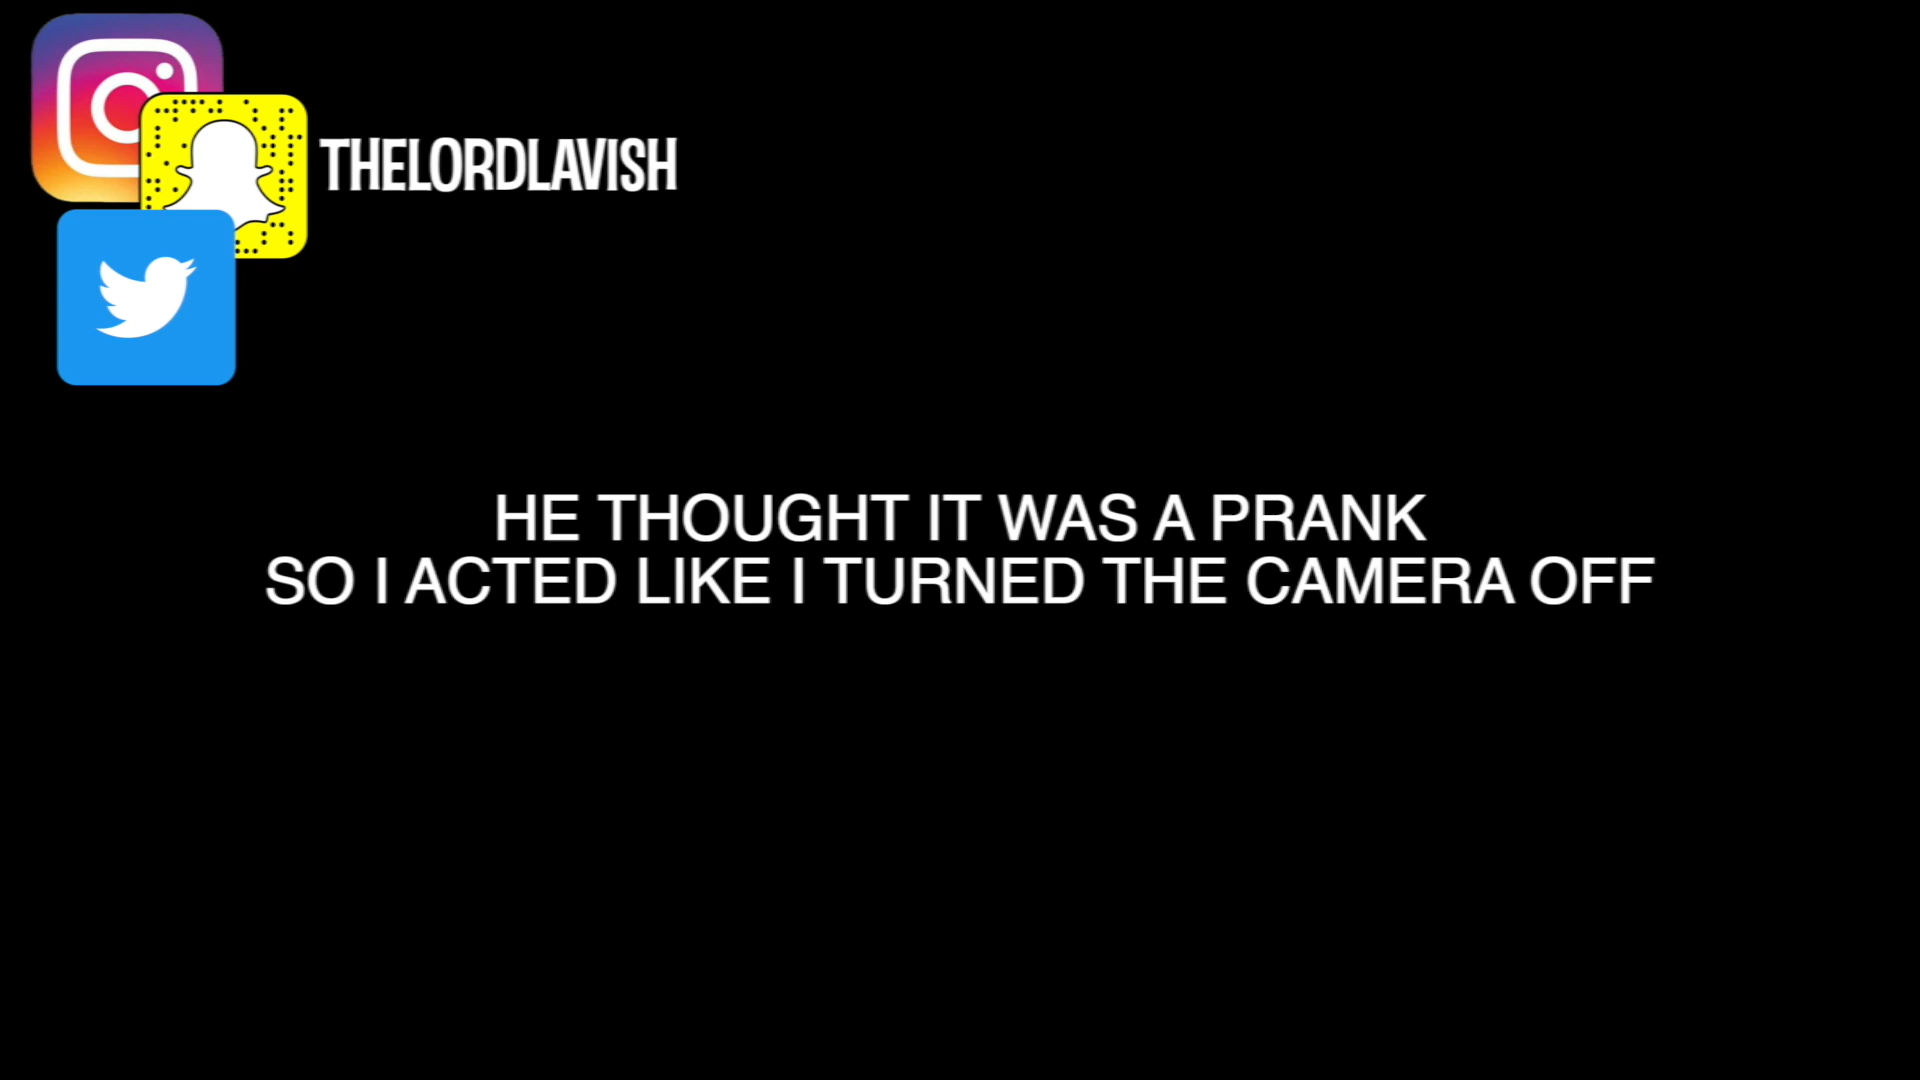 THELORDLAVISH
HE THOUGHT IT WAS A PRANK
SO I ACTED LIKE I TURNED THE CAMERA OFF